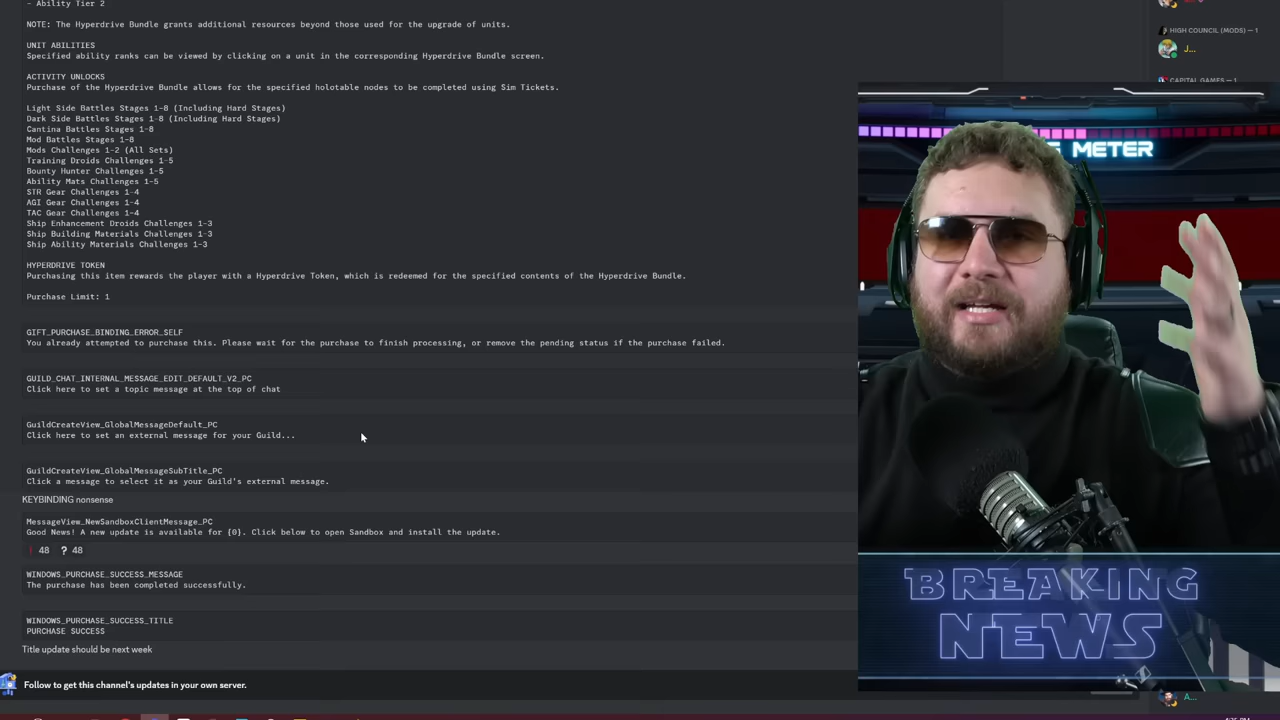 - Ability Tier 2
NOTE: The Hyperdrive Bundle grants additional resources beyond those used for the upgrade of units.
UNIT ABILITIES
Specified ability ranks can be viewed by clicking on a unit in the corresponding Hyperdrive Bundle screen.
ACTIVITY UNLOCKS
Purchase of the Hyperdrive Bundle allows for the specified holotable nodes to be completed using Sim Tickets.
Light Side Battles Stages 1-8 (Including Hard Stages)
Dark Side Battles Stages 1-8 (Including Hard Stages)
Cantina Battles Stages 1-8
Mod Battles Stages 1-8
Mods Challenges 1-2 (All Sets)
Training Droids Challenges 1-5
Bounty Hunter Challenges 1-5
Ability Mats Challenges 1-5
STR Gear Challenges 1-4
AGI Gear Challenges 1-4
TAC Gear Challenges 1-4
Ship Enhancement Droids Challenges 1-3
Ship Building Materials Challenges 1-3
Ship Ability Materials Challenges 1-3
HYPERDRIVE TOKEN
Purchasing this item rewards the player with a Hyperdrive Token, which is redeemed for the specified contents of the Hyperdrive Bundle.
Purchase Limit: 1
GIFT_PURCHASE_BINDING_ERROR_SELF
You already attempted to purchase this. Please wait for the purchase to finish processing, or remove the pending status if the purchase failed.
GUILD_CHAT_INTERNAL_MESSAGE_EDIT_DEFAULT_V2_PC
Click here to set a topic message at the top of chat
GuildCreateView_GlobalMessageDefault_PC
Click here to set an external message for your Guild...
GuildCreateView_GlobalMessageSubTitle_PC
Click a message to select it as your Guild's external message.
KEYBINDING nonsense
MessageView_NewSandboxClientMessage_PC
Good News! A new update is available for {0}. Click below to open Sandbox and install the update.
48 ? 48
WINDOWS_PURCHASE_SUCCESS_MESSAGE
The purchase has been completed successfully.
WINDOWS_PURCHASE_SUCCESS_TITLE
PURCHASE SUCCESS
Title update should be next week
Follow to get this channel's updates in your own server.
HIGH COUNCIL (MODS) — 1
J...
CAPITAL GAMES — 1
METER
BREAKING
NEWS
A...